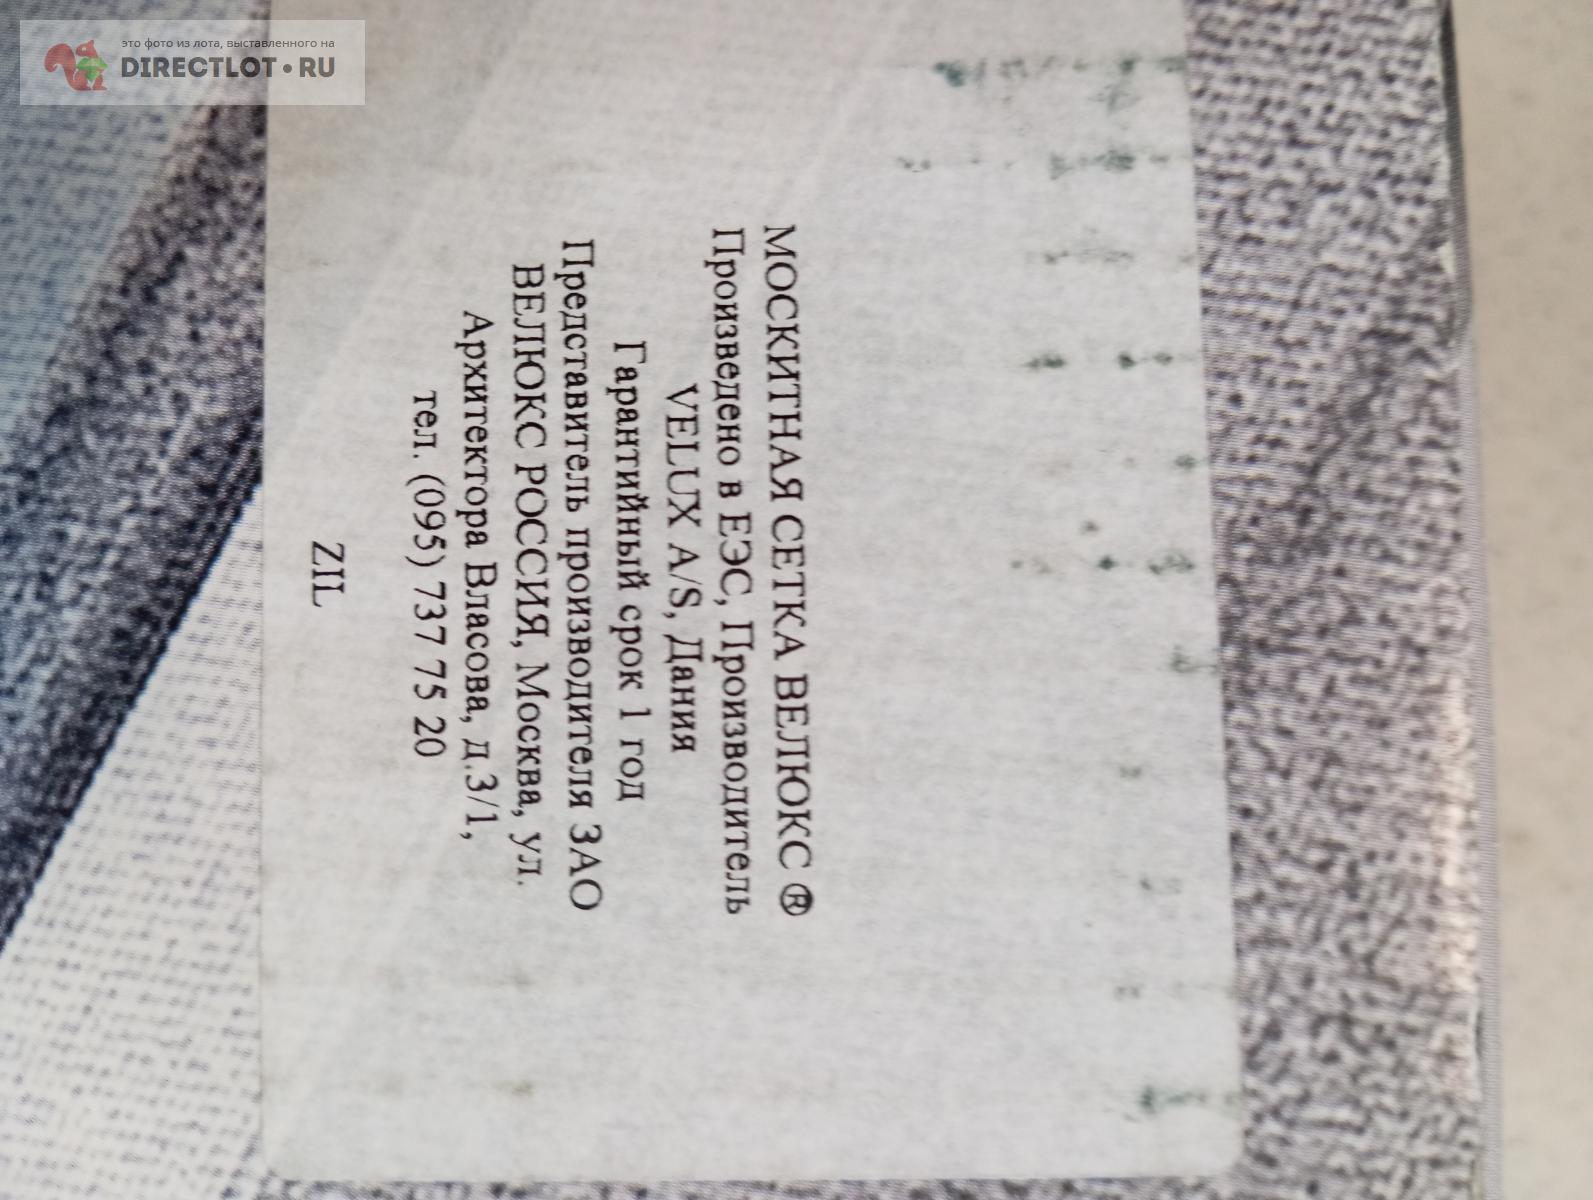 это фото из лота, выставленного на
DIRECTLOT•RU
МОСКИТНАЯ СЕТКА ВЕЛЮКС ®
Произведено в ЕЭС, Производитель
VELUX A/S, Дания
Гарантийный срок 1 год
Представитель производителя ЗАО
ВЕЛЮКС РОССИЯ, Москва, ул.
Архитектора Власова, д.3/1,
тел. (095) 737 75 20
ZIL